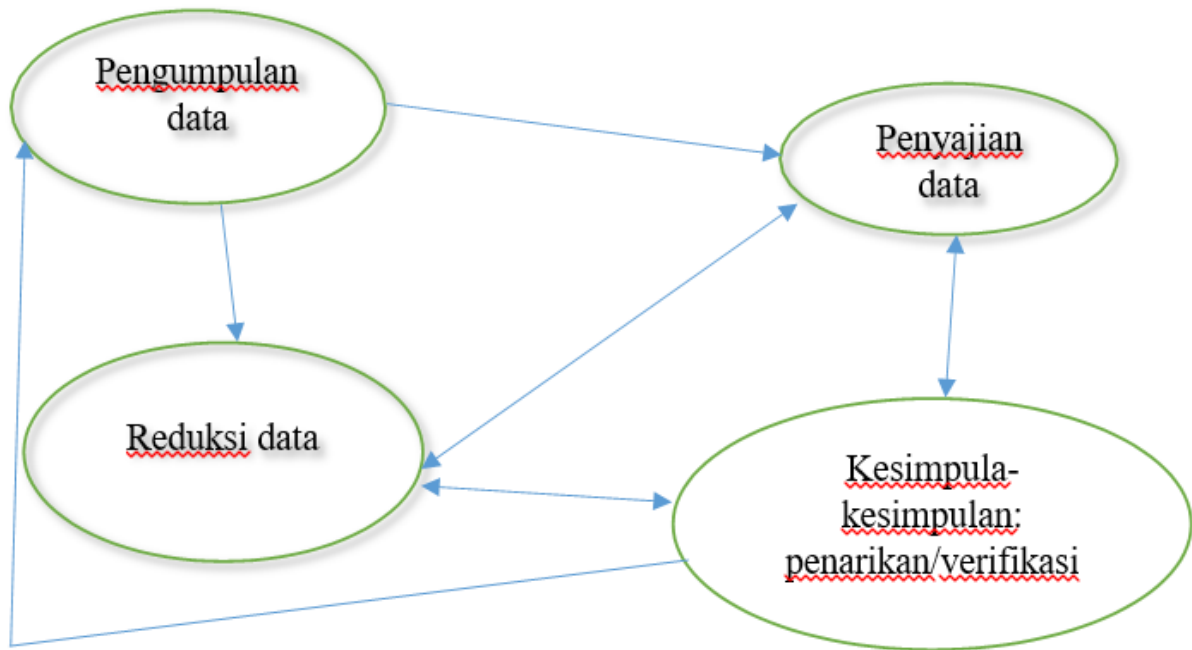 Pengumpulan
data
Penyajian
data
Reduksi data
Kesimpula-
kesimpulan:
penarikan/verifikasi